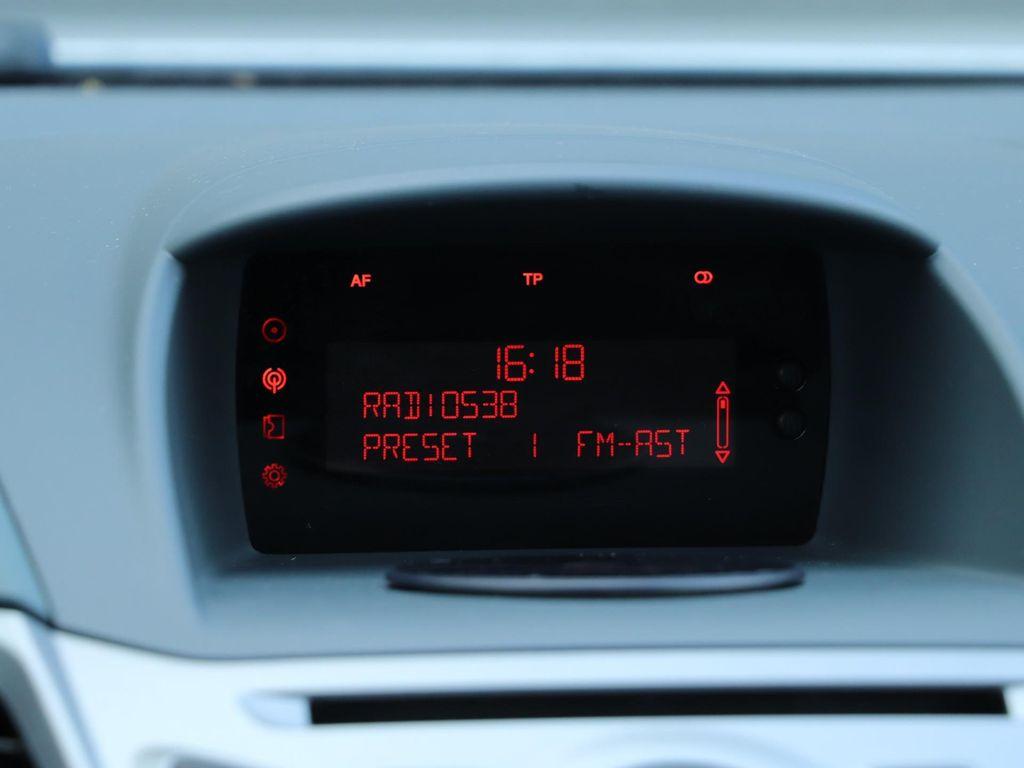 AF TP
16:18
RADIO538
PRESET 1 FM-AST